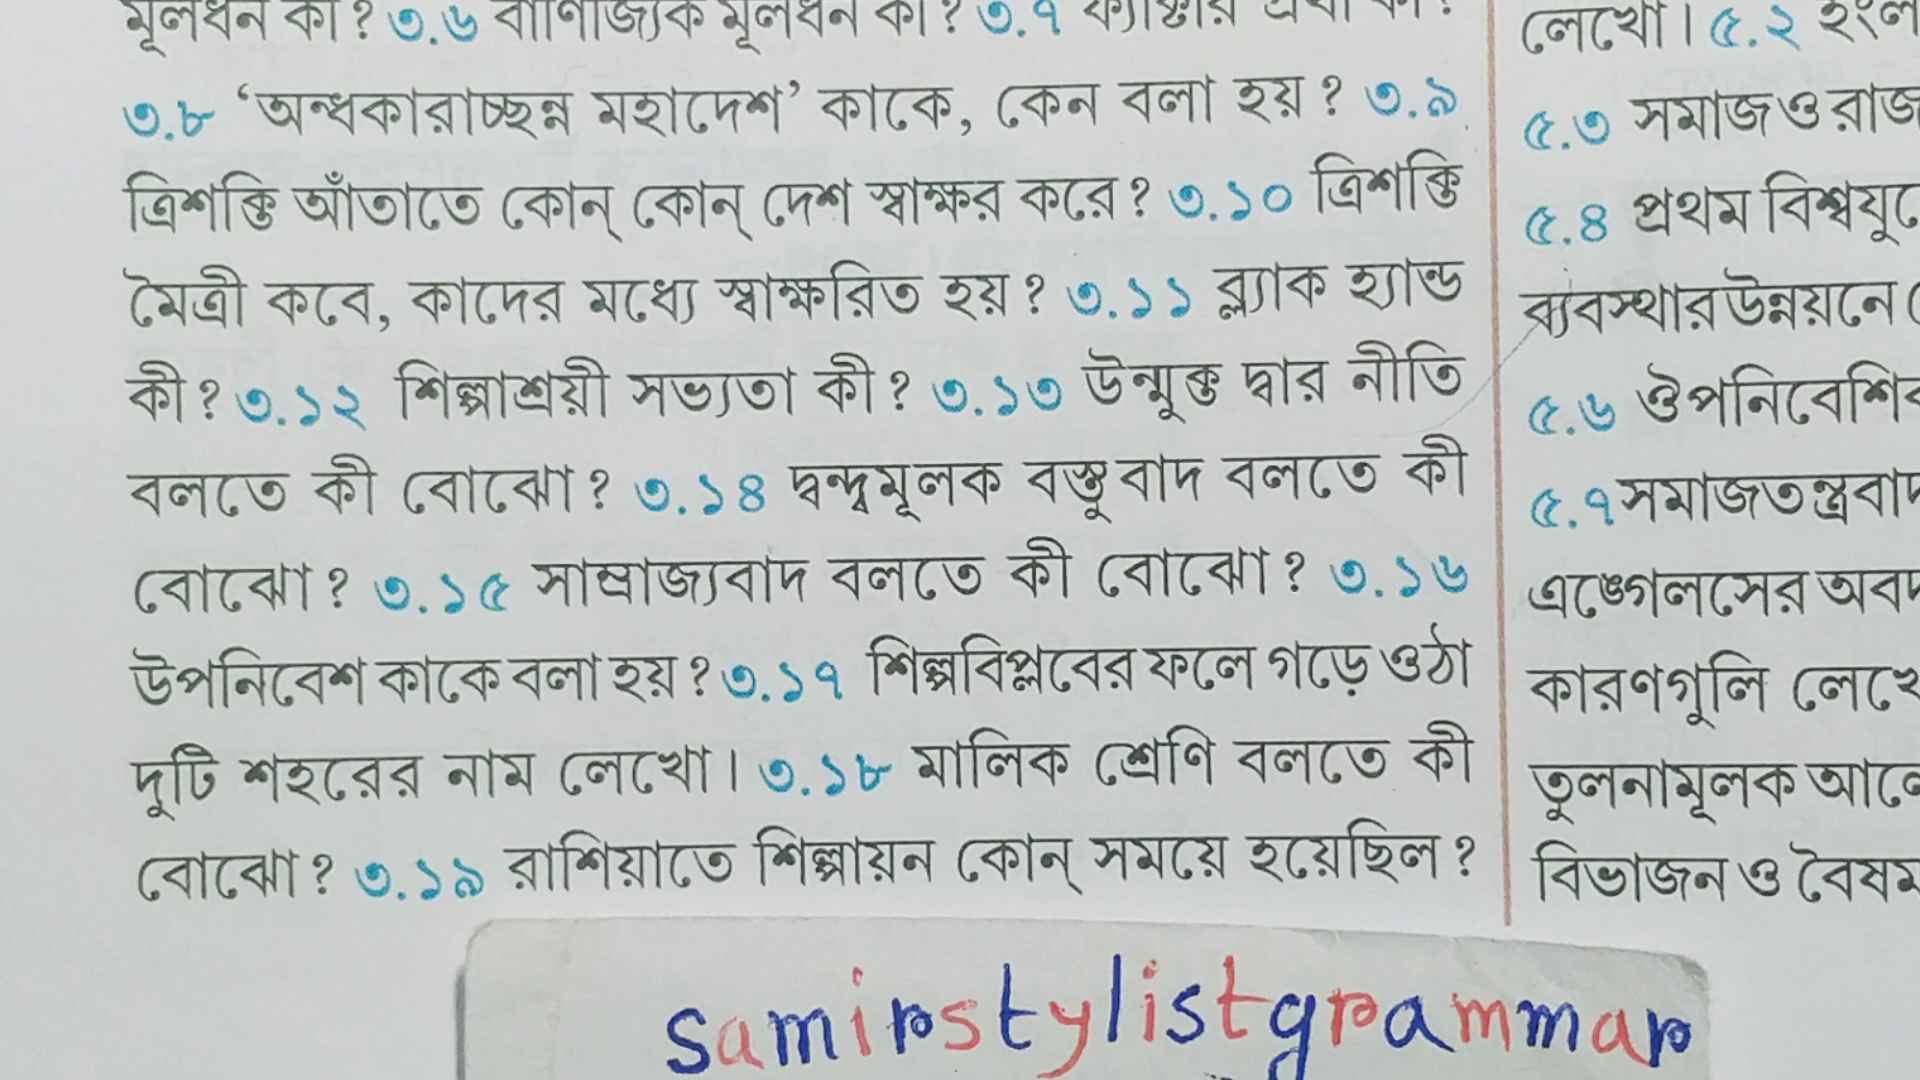 মূলধন কী? ৩.৬ বাণিজ্যিক মূলধন কী? ৩.৭ ফ্যাক্টরি প্রথা কী?
৩.৮ ‘অন্ধকারাচ্ছন্ন মহাদেশ’ কাকে, কেন বলা হয়? ৩.৯
ত্রিশক্তি আঁতাতে কোন্ কোন্ দেশ স্বাক্ষর করে? ৩.১০ ত্রিশক্তি
মৈত্রী কবে, কাদের মধ্যে স্বাক্ষরিত হয়? ৩.১১ ব্ল্যাক হ্যান্ড
কী? ৩.১২ শিল্পাশ্রয়ী সভ্যতা কী? ৩.১৩ উন্মুক্ত দ্বার নীতি
বলতে কী বোঝো? ৩.১৪ দ্বন্দ্বমূলক বস্তুবাদ বলতে কী
বোঝো? ৩.১৫ সাম্রাজ্যবাদ বলতে কী বোঝো? ৩.১৬
উপনিবেশ কাকে বলা হয়? ৩.১৭ শিল্পবিপ্লবের ফলে গড়ে ওঠা
দুটি শহরের নাম লেখো। ৩.১৮ মালিক শ্রেণি বলতে কী
বোঝো? ৩.১৯ রাশিয়াতে শিল্পায়ন কোন্ সময়ে হয়েছিল?
লেখো। ৫.২
৫.৩ সমাজ ও
৫.৪ প্রথম
ব্যবস্থার উন্নয়নে
৫.৬
৫.৭ সমাজতন্ত্রবাদ
এঙ্গেলসের
কারণগুলি
তুলনামূলক
বিভাজন ও
samirstylistgrammar